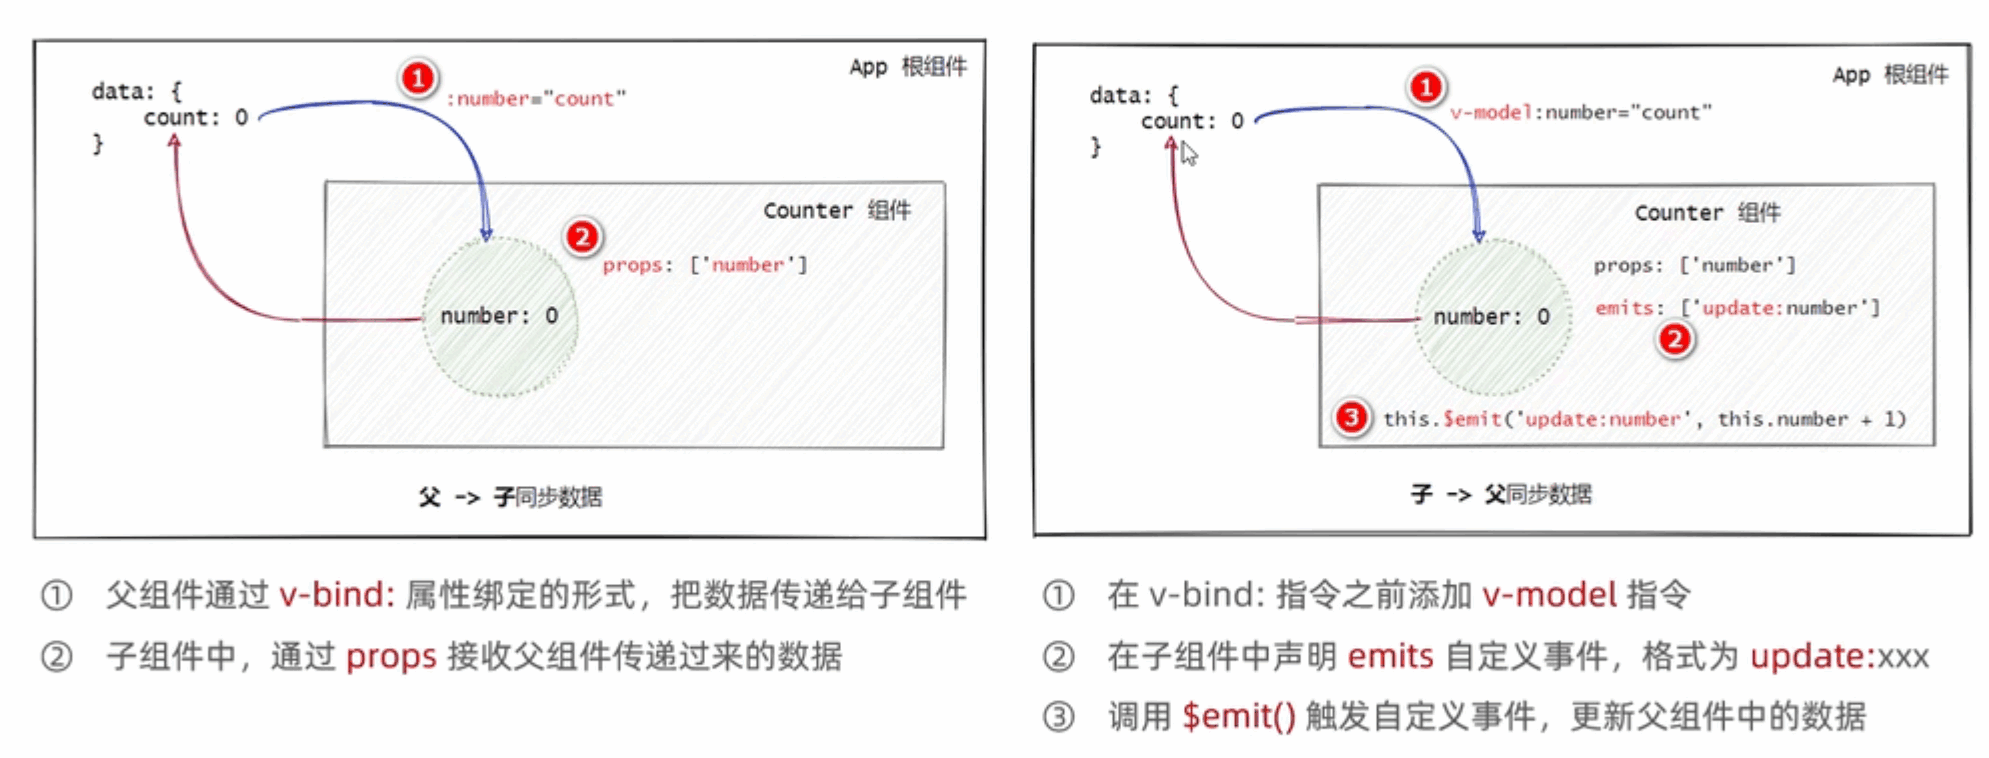 App 根组件
data: {
count: 0
}
1
:number="count"
Counter 组件
2
props: ['number']
number: 0
父 -> 子同步数据
① 父组件通过 v-bind: 属性绑定的形式，把数据传递给子组件
② 子组件中，通过 props 接收父组件传递过来的数据
App 根组件
data: {
count: 0
}
1
v-model:number="count"
Counter 组件
props: ['number']
emits: ['update:number']
2
number: 0
3
this.$emit('update:number', this.number + 1)
子 -> 父同步数据
① 在 v-bind: 指令之前添加 v-model 指令
② 在子组件中声明 emits 自定义事件，格式为 update:xxx
③ 调用 $emit() 触发自定义事件，更新父组件中的数据